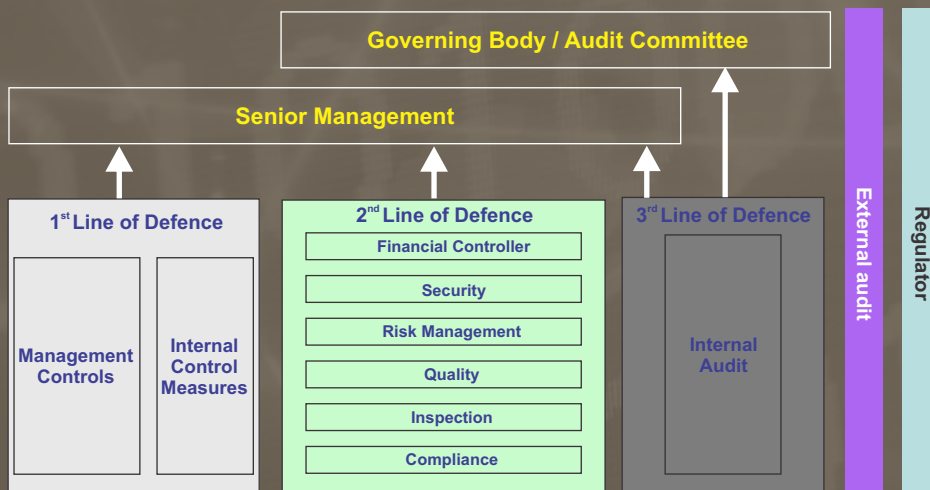 Governing Body / Audit Committee
Senior Management
1st Line of Defence
Management
Controls
Internal
Control
Measures
2nd Line of Defence
Financial Controller
Security
Risk Management
Quality
Inspection
Compliance
3rd Line of Defence
Internal
Audit
External audit
Regulator